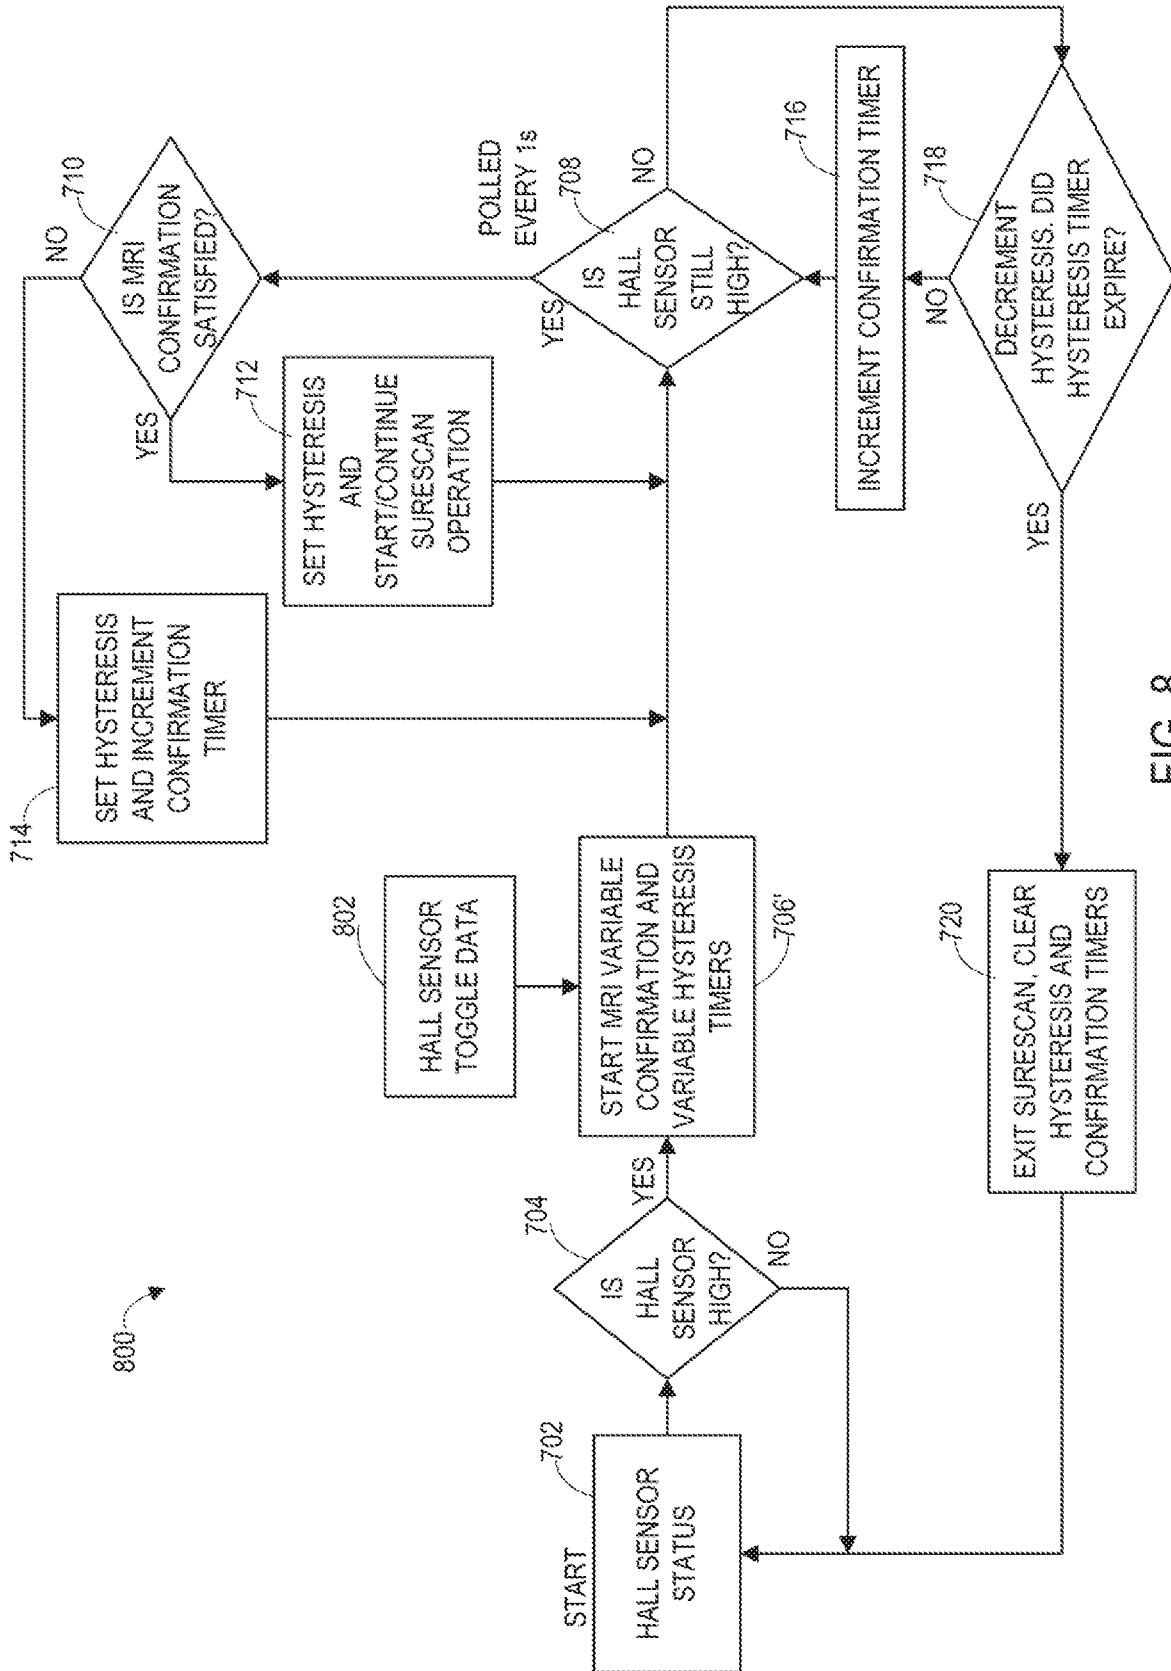 800
START
HALL SENSOR
STATUS
702
IS
HALL
SENSOR
HIGH?
704
YES
NO
HALL SENSOR
TOGGLE DATA
802
START MRI VARIABLE
CONFIRMATION AND
VARIABLE HYSTERESIS
TIMERS
706'
POLLED
EVERY 1s
IS
HALL
SENSOR
STILL
HIGH?
708
YES
NO
IS MRI
CONFIRMATION
SATISFIED?
710
YES
NO
SET HYSTERESIS
AND
START/CONTINUE
SURESCAN
OPERATION
712
SET HYSTERESIS
AND INCREMENT
CONFIRMATION
TIMER
714
INCREMENT CONFIRMATION TIMER
716
DECREMENT
HYSTERESIS. DID
HYSTERESIS TIMER
EXPIRE?
718
NO
YES
EXIT SURESCAN, CLEAR
HYSTERESIS AND
CONFIRMATION TIMERS
720
FIG. 8